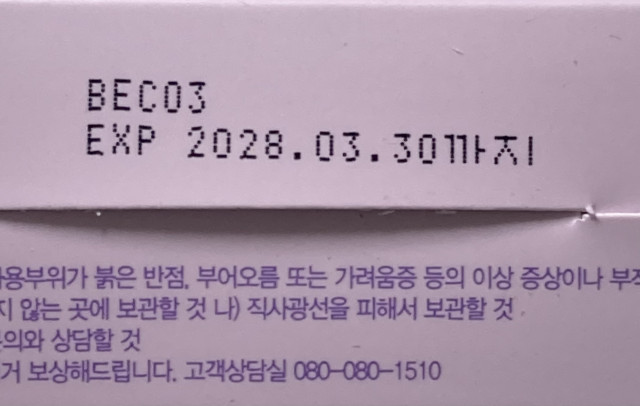 BEC03
EXP 2028.03.30까지
사용부위가 붉은 반점, 부어오름 또는 가려움증 등의 이상 증상이나 부작
지 않는 곳에 보관할 것 나) 직사광선을 피해서 보관할 것
문의와 상담할 것
거 보상해드립니다. 고객상담실 080-080-1510